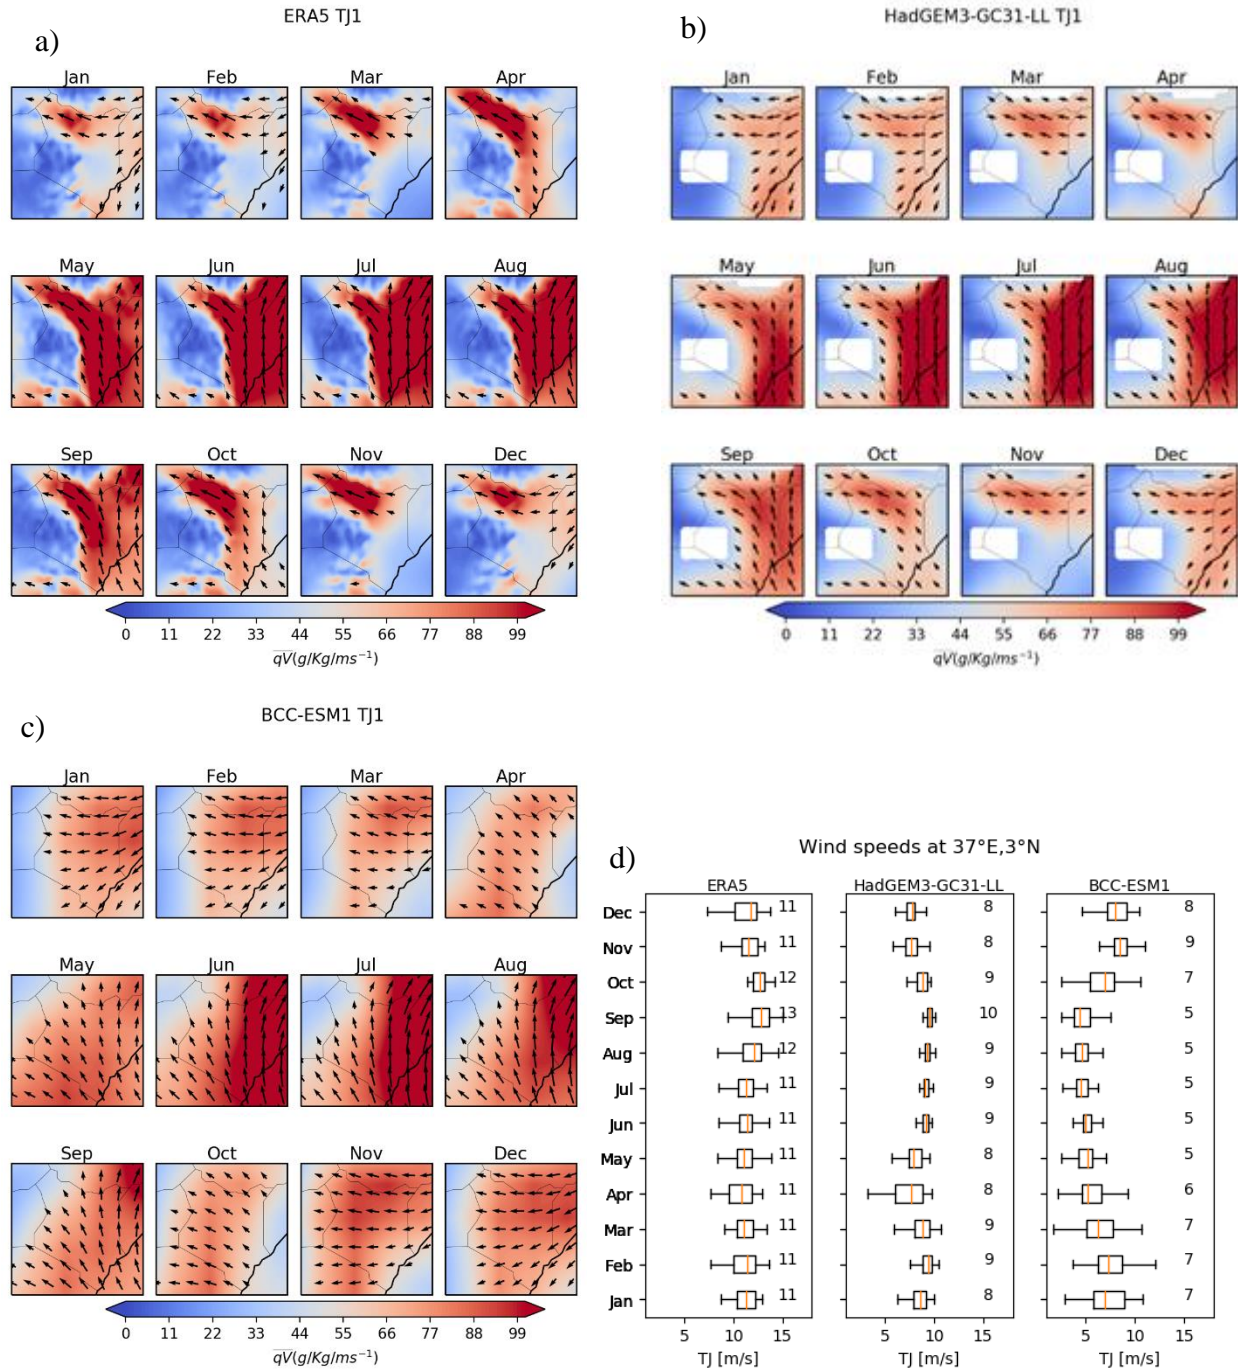 ERA5 TJ1
a)
Jan Feb Mar Apr
May Jun Jul Aug
Sep Oct Nov Dec
0 11 22 33 44 55 66 77 88 99
qV(g/Kg/ms⁻¹)
HadGEM3-GC31-LL TJ1
b)
Jan Feb Mar Apr
May Jun Jul Aug
Sep Oct Nov Dec
0 11 22 33 44 55 66 77 88 99
qV(g/Kg/ms⁻¹)
BCC-ESM1 TJ1
c)
Jan Feb Mar Apr
May Jun Jul Aug
Sep Oct Nov Dec
0 11 22 33 44 55 66 77 88 99
qV(g/Kg/ms⁻¹)
d)
Wind speeds at 37°E,3°N
ERA5 HadGEM3-GC31-LL BCC-ESM1
Dec 11 8 8
Nov 11 8 9
Oct 12 9 7
Sep 13 10 5
Aug 12 9 5
Jul 11 9 5
Jun 11 9 5
May 11 8 5
Apr 11 8 6
Mar 11 9 7
Feb 11 9 7
Jan 11 8 7
5 10 15 5 10 15 5 10 15
TJ [m/s] TJ [m/s] TJ [m/s]